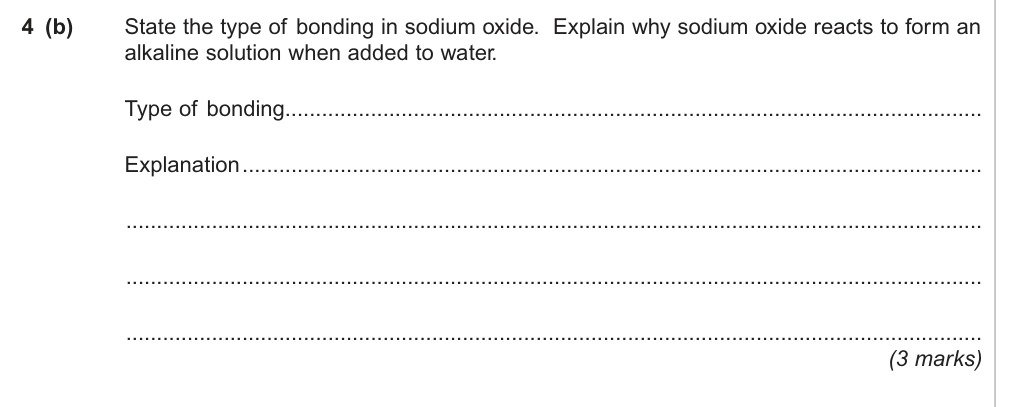 4 (b) State the type of bonding in sodium oxide. Explain why sodium oxide reacts to form an
alkaline solution when added to water.
Type of bonding..................................................................................................................
Explanation.........................................................................................................................
............................................................................................................................................
............................................................................................................................................
............................................................................................................................................
(3 marks)